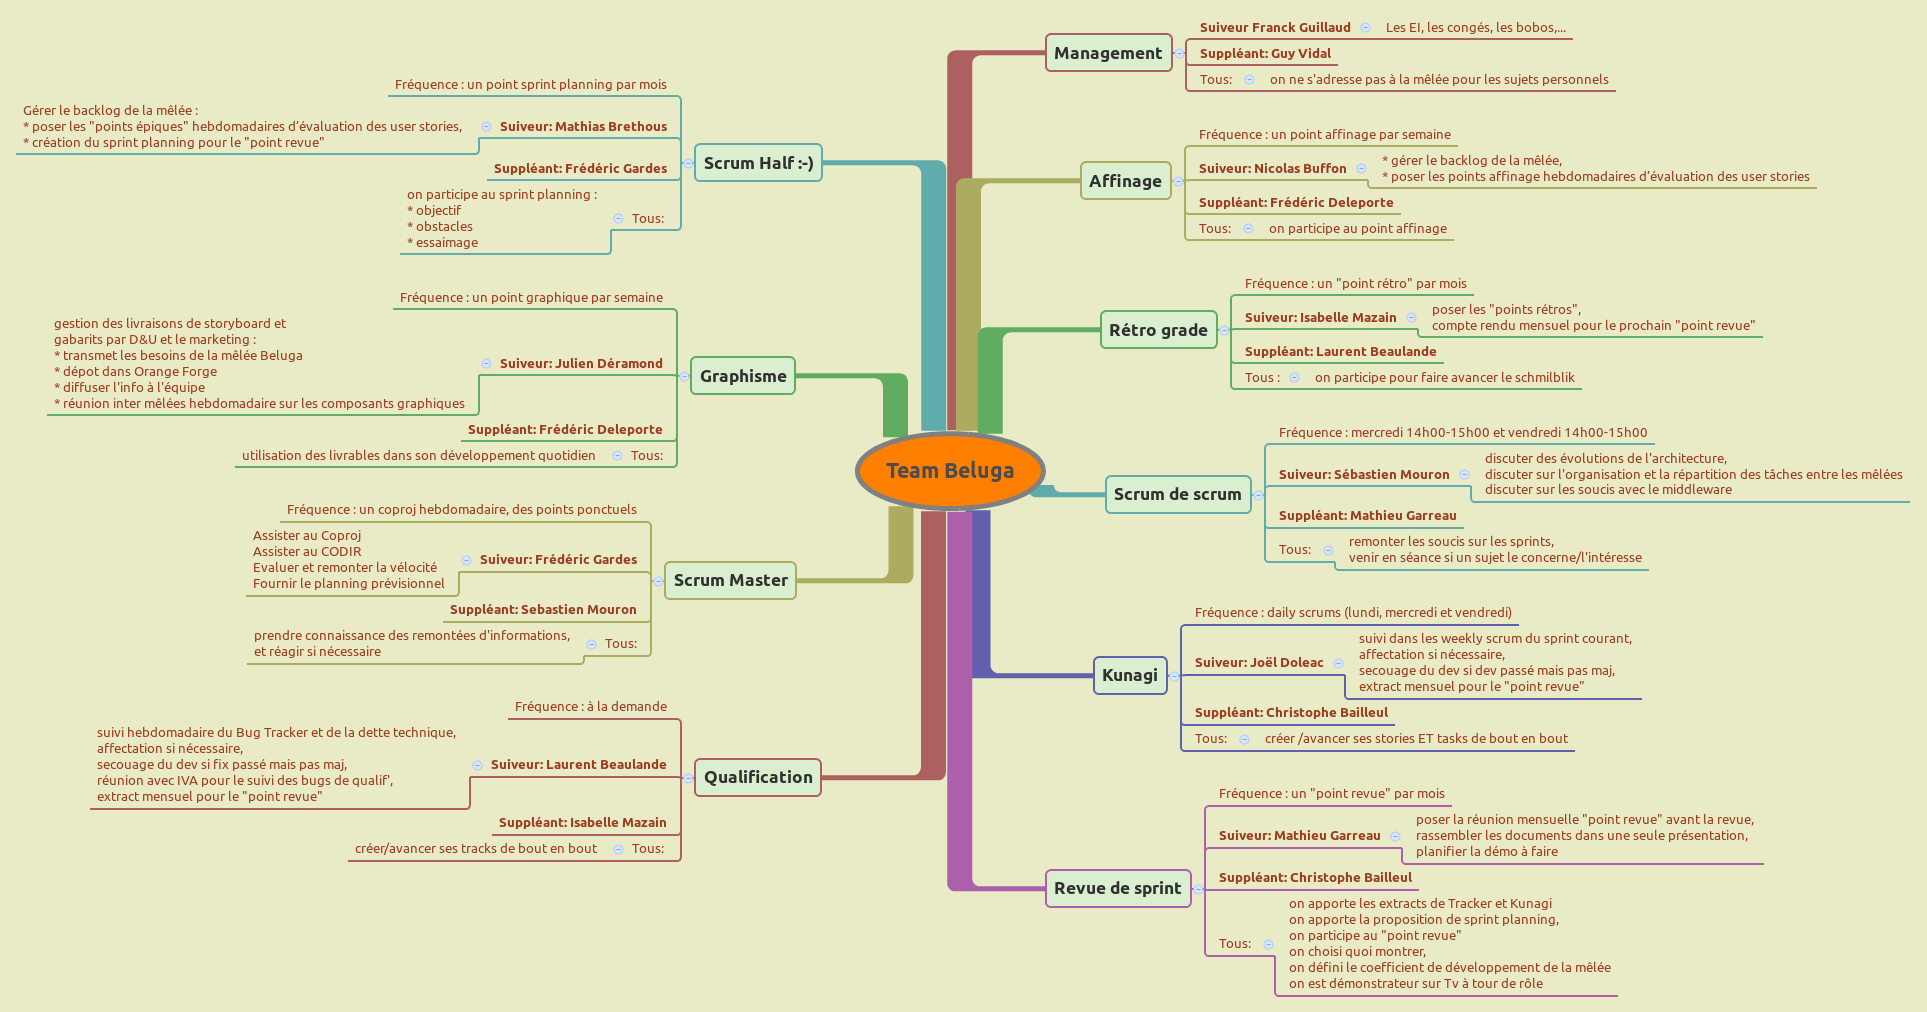 Team Beluga
Management
Suiveur Franck Guillaud
Les EI, les congés, les bobos,...
Suppléant: Guy Vidal
Tous:
on ne s'adresse pas à la mêlée pour les sujets personnels
Affinage
Fréquence : un point affinage par semaine
Suiveur: Nicolas Buffon
* gérer le backlog de la mêlée,
* poser les points affinage hebdomadaires d’évaluation des user stories
Suppléant: Frédéric Deleporte
Tous:
on participe au point affinage
Rétro grade
Fréquence : un "point rétro" par mois
Suiveur: Isabelle Mazain
poser les "points rétros",
compte rendu mensuel pour le prochain "point revue"
Suppléant: Laurent Beaulande
Tous :
on participe pour faire avancer le schmilblik
Scrum de scrum
Fréquence : mercredi 14h00-15h00 et vendredi 14h00-15h00
Suiveur: Sébastien Mouron
discuter des évolutions de l'architecture,
discuter sur l'organisation et la répartition des tâches entre les mêlées
discuter sur les soucis avec le middleware
Suppléant: Mathieu Garreau
Tous:
remonter les soucis sur les sprints,
venir en séance si un sujet le concerne/l'intéresse
Kunagi
Fréquence : daily scrums (lundi, mercredi et vendredi)
Suiveur: Joël Doleac
suivi dans les weekly scrum du sprint courant,
affectation si nécessaire,
secouage du dev si dev passé mais pas maj,
extract mensuel pour le "point revue"
Suppléant: Christophe Bailleul
Tous:
créer /avancer ses stories ET tasks de bout en bout
Revue de sprint
Fréquence : un "point revue" par mois
Suiveur: Mathieu Garreau
poser la réunion mensuelle "point revue" avant la revue,
rassembler les documents dans une seule présentation,
planifier la démo à faire
Suppléant: Christophe Bailleul
Tous:
on apporte les extracts de Tracker et Kunagi
on apporte la proposition de sprint planning,
on participe au "point revue"
on choisi quoi montrer,
on défini le coefficient de développement de la mêlée
on est démonstrateur sur Tv à tour de rôle
Scrum Half :-)
Fréquence : un point sprint planning par mois
Suiveur: Mathias Brethous
Gérer le backlog de la mêlée :
* poser les "points épiques" hebdomadaires d’évaluation des user stories,
* création du sprint planning pour le "point revue"
Suppléant: Frédéric Gardes
Tous:
on participe au sprint planning :
* objectif
* obstacles
* essaimage
Graphisme
Fréquence : un point graphique par semaine
Suiveur: Julien Déramond
gestion des livraisons de storyboard et
gabarits par D&U et le marketing :
* transmet les besoins de la mêlée Beluga
* dépot dans Orange Forge
* diffuser l'info à l'équipe
* réunion inter mêlées hebdomadaire sur les composants graphiques
Suppléant: Frédéric Deleporte
Tous:
utilisation des livrables dans son développement quotidien
Scrum Master
Fréquence : un coproj hebdomadaire, des points ponctuels
Suiveur: Frédéric Gardes
Assister au Coproj
Assister au CODIR
Evaluer et remonter la vélocité
Fournir le planning prévisionnel
Suppléant: Sebastien Mouron
Tous:
prendre connaissance des remontées d'informations,
et réagir si nécessaire
Qualification
Fréquence : à la demande
Suiveur: Laurent Beaulande
suivi hebdomadaire du Bug Tracker et de la dette technique,
affectation si nécessaire,
secouage du dev si fix passé mais pas maj,
réunion avec IVA pour le suivi des bugs de qualif',
extract mensuel pour le "point revue"
Suppléant: Isabelle Mazain
Tous:
créer/avancer ses tracks de bout en bout